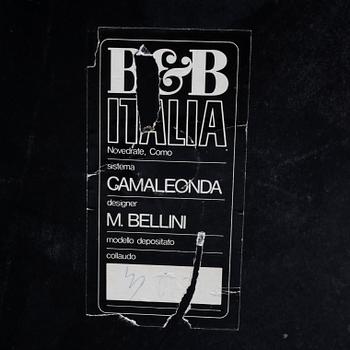 B&B
ITALIA
Novedrate, Como
sistema
CAMALEONDA
designer
M. BELLINI
modello depositato
collaudo